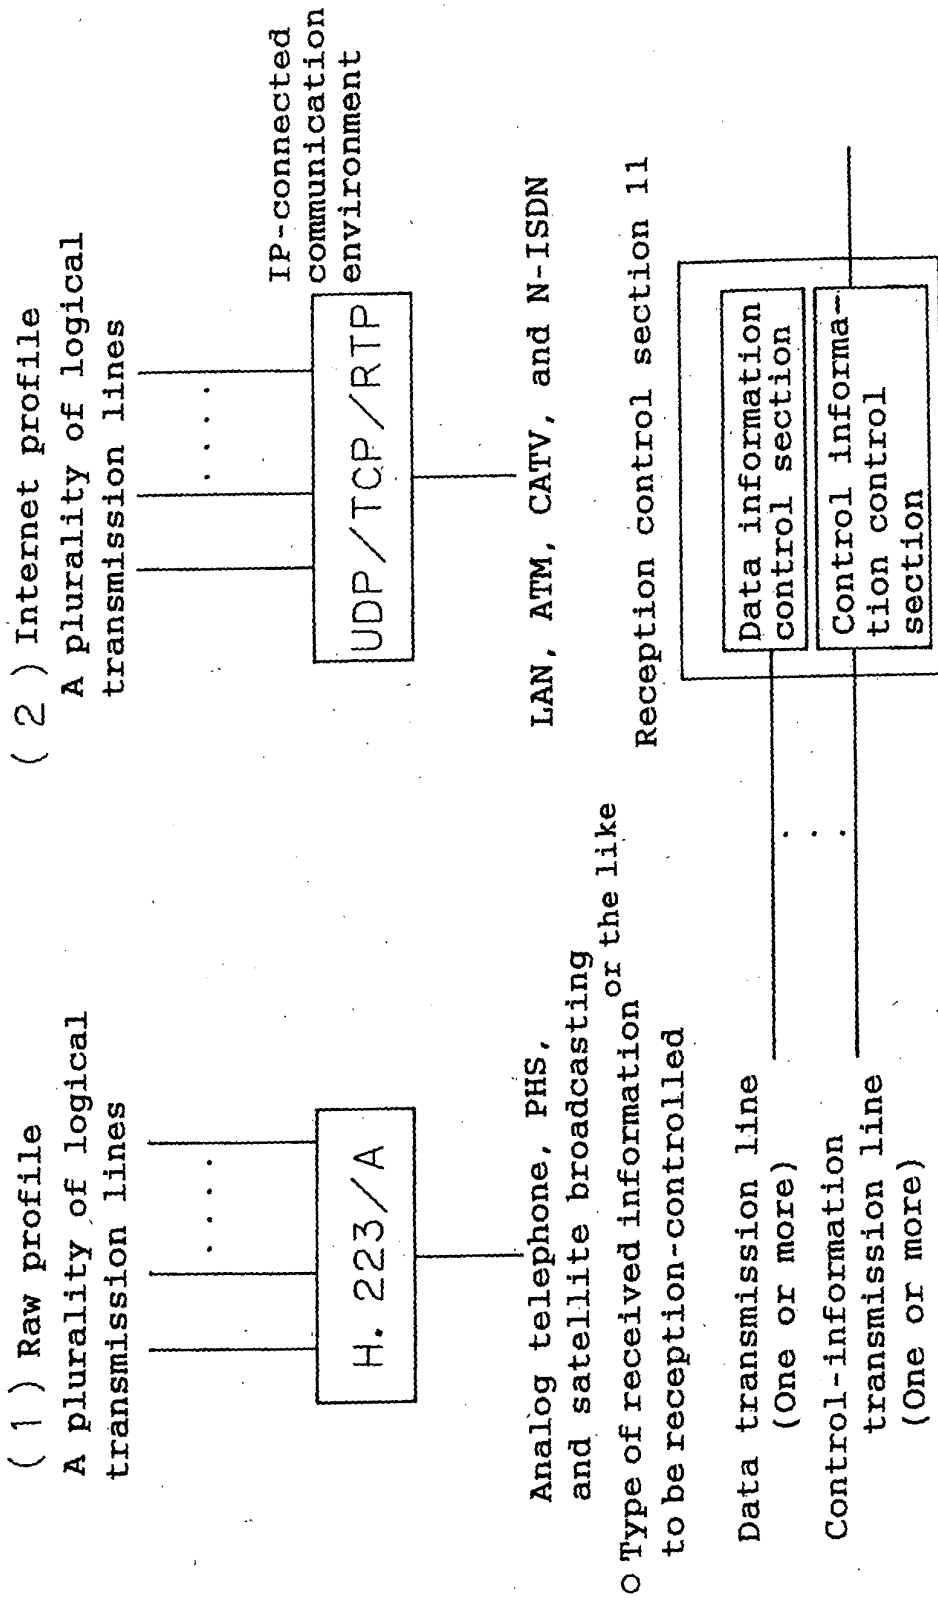 ( 1 ) Raw profile
A plurality of logical
transmission lines
. . . .
H. 223/A
Analog telephone, PHS,
and satellite broadcasting
or the like
( 2 ) Internet profile
A plurality of logical
transmission lines
. . . .
IP-connected
communication
environment
UDP/TCP/RTP
LAN, ATM, CATV, and N-ISDN
○ Type of received information
to be reception-controlled
Reception control section 11
Data transmission line
(One or more)
Control-information
transmission line
(One or more)
. . .
Data information
control section
Control informa-
tion control
section